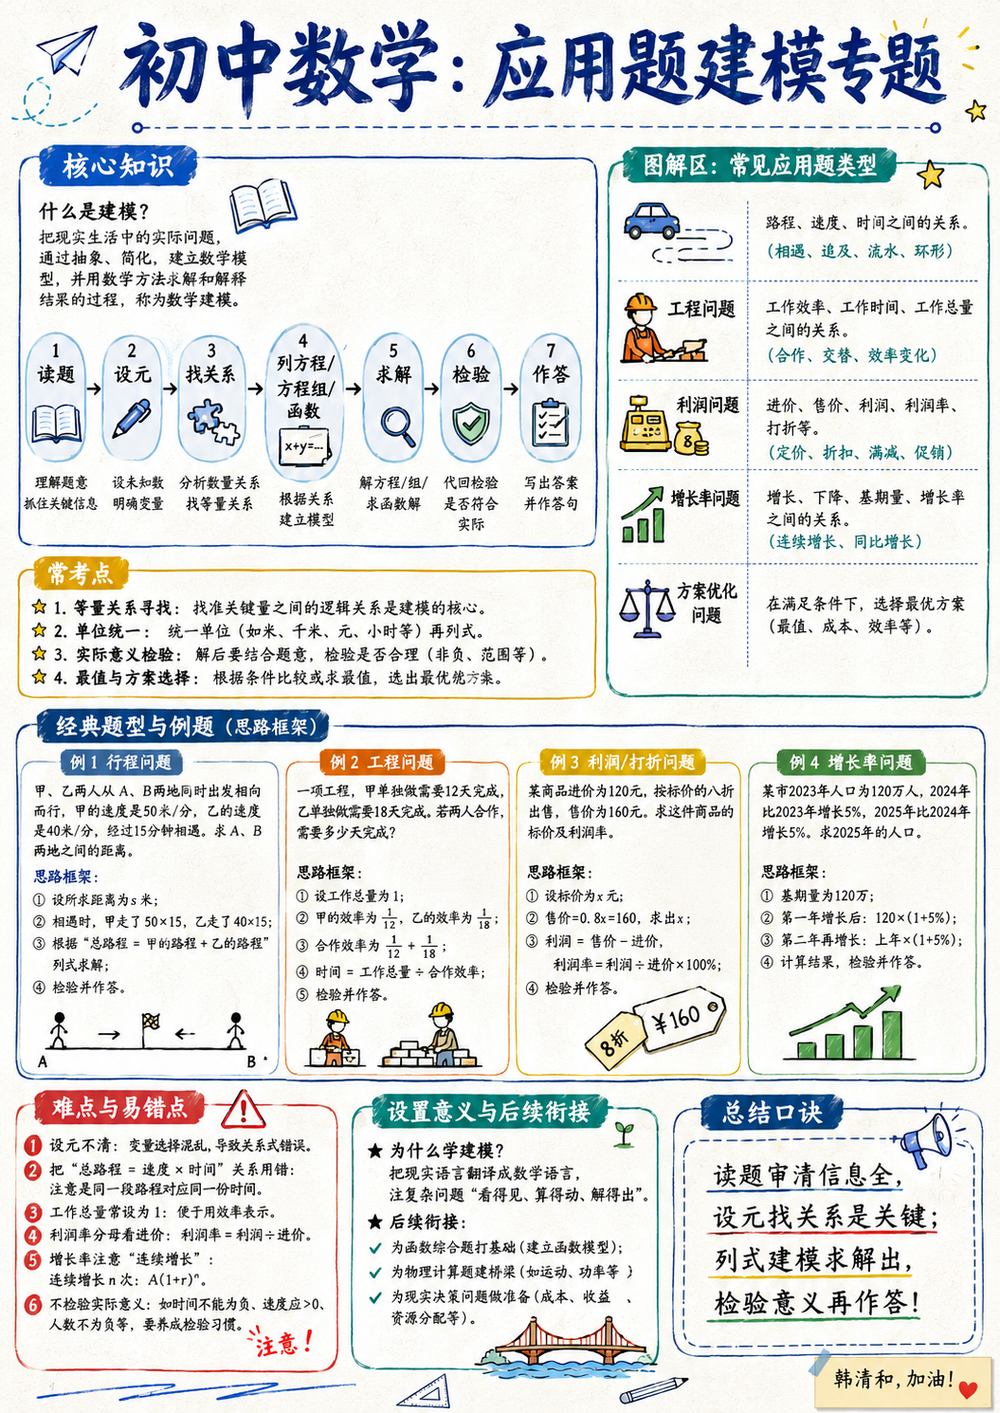 初中数学：应用题建模专题
核心知识
什么是建模？
把现实生活中的实际问题，
通过抽象、简化，建立数学模
型，并用数学方法求解和解释
结果的过程，称为数学建模。
1
读题
理解题意
抓住关键信息
2
设元
设未知数
明确变量
3
找关系
分析数量关系
找等量关系
4
列方程/
方程组/
函数
x+y=...
根据关系
建立模型
5
求解
解方程/组/
求函数解
6
检验
代回检验
是否符合
实际
7
作答
写出答案
并作答句
图解区：常见应用题类型
路程、速度、时间之间的关系。
（相遇、追及、流水、环形）
工程问题
工作效率、工作时间、工作总量
之间的关系。
（合作、交替、效率变化）
利润问题
8
进价、售价、利润、利润率、
打折等。
（定价、折扣、满减、促销）
增长率问题
增长、下降、基期量、增长率
之间的关系。
（连续增长、同比增长）
方案优化
问题
在满足条件下，选择最优方案
（最值、成本、效率等）。
常考点
1. 等量关系寻找：找准关键量之间的逻辑关系是建模的核心。
2. 单位统一：统一单位（如米、千米、元、小时等）再列式。
3. 实际意义检验：解后要结合题意，检验是否合理（非负、范围等）。
4. 最值与方案选择：根据条件比较或求最值，选出最优方案。
经典题型与例题（思路框架）
例1 行程问题
甲、乙两人从 A、B两地同时出发相向
而行，甲的速度是50米/分，乙的速度
是40米/分，经过15分钟相遇。求 A、B
两地之间的距离。
思路框架：
① 设所求距离为s 米；
② 相遇时，甲走了50×15，乙走了40×15；
③ 根据“总路程 = 甲的路程+乙的路程”
列式求解；
④ 检验并作答。
A
B
例2 工程问题
一项工程，甲单独做需要12天完成，
乙单独做需要18天完成。若两人合作，
需要多少天完成？
思路框架：
① 设工作总量为1；
② 甲的效率为 1/12，乙的效率为 1/18；
③ 合作效率为 1/12 + 1/18；
④ 时间 = 工作总量 ÷ 合作效率；
⑤ 检验并作答。
例3 利润/打折问题
某商品进价为120元，按标价的八折
出售，售价为160元。求这件商品的
标价及利润率。
思路框架：
① 设标价为x 元；
② 售价=0.8x=160，求出x；
③ 利润 = 售价－进价，
利润率=利润÷进价×100%；
④ 检验并作答。
8折
¥160
例4 增长率问题
某市2023年人口为120万人，2024年
比2023年增长5%，2025年比2024年
增长5%。求2025年的人口。
思路框架：
① 基期量为120万；
② 第一年增长后：120×(1+5%)；
③ 第二年再增长：上年×(1+5%)；
④ 计算结果，检验并作答。
难点与易错点
1 设元不清：变量选择混乱，导致关系式错误。
2 把“总路程 = 速度 × 时间”关系用错：
注意是同一段路程对应同一份时间。
3 工作总量常设为 1：便于用效率表示。
4 利润率分母看进价：利润率=利润÷进价。
5 增长率注意“连续增长”：
连续增长 n 次：A(1+r)ⁿ。
6 不检验实际意义：如时间不能为负、速度应>0、
人数不为负等，要养成检验习惯。
注意！
设置意义与后续衔接
★ 为什么学建模？
把现实语言翻译成数学语言，
注复杂问题“看得见、算得动、解得出”。
★ 后续衔接：
✓ 为函数综合题打基础（建立函数模型）；
✓ 为物理计算题建桥梁（如运动、功率等 ）
✓ 为现实决策问题做准备（成本、收益 、
资源分配等）。
总结口诀
读题审清信息全，
设元找关系是关键；
列式建模求解出，
检验意义再作答！
韩清和，加油！